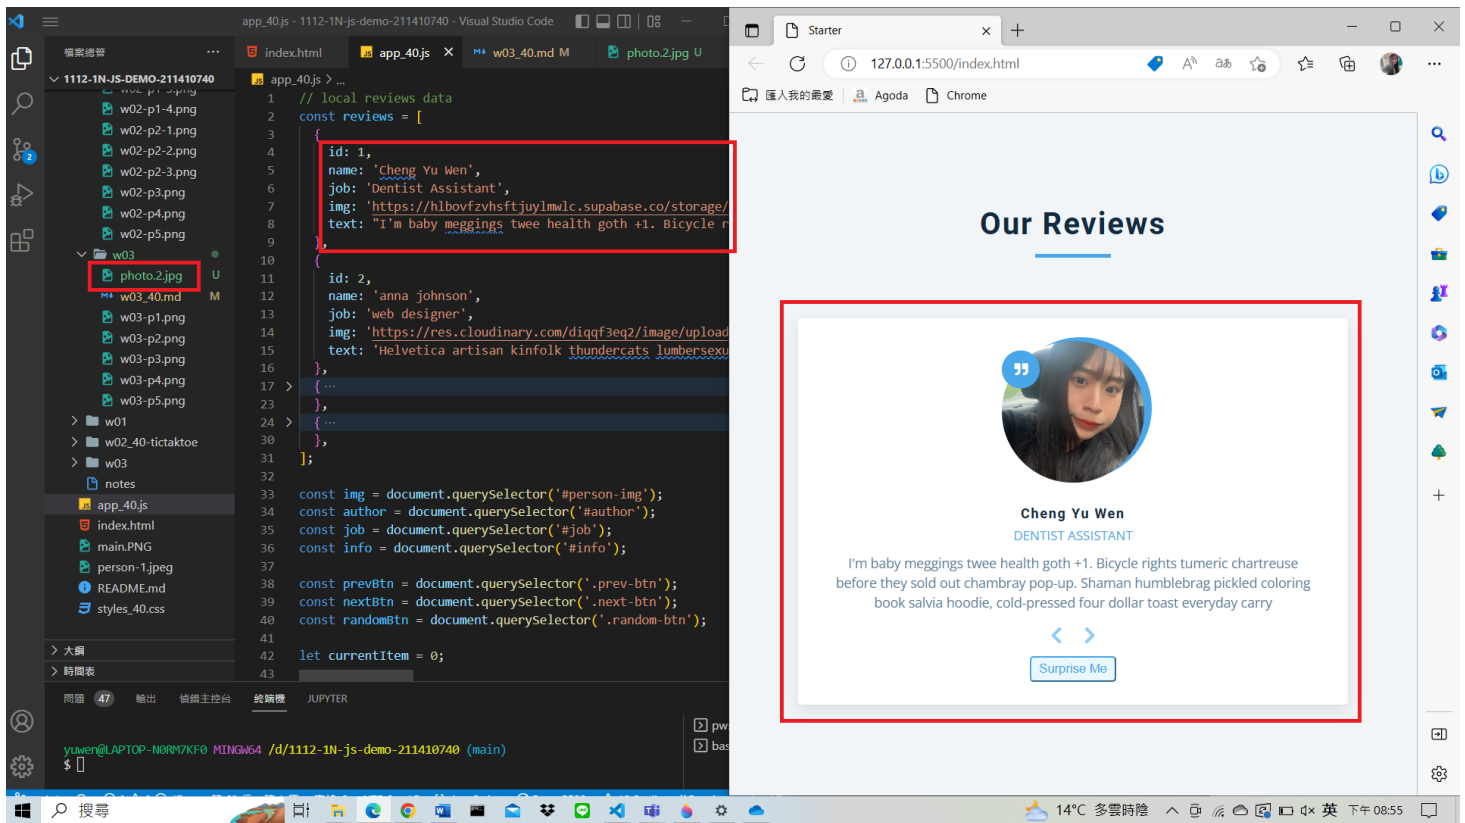 app_40.js - 1112-1N-js-demo-211410740 - Visual Studio Code
檔案總管
1112-1N-JS-DEMO-211410740
w02-p1-4.png
w02-p2-1.png
w02-p2-2.png
w02-p2-3.png
w02-p3.png
w02-p4.png
w02-p5.png
w03
photo.2.jpg U
w03_40.md M
w03-p1.png
w03-p2.png
w03-p3.png
w03-p4.png
w03-p5.png
w01
w02_40-tictaktoe
w03
notes
app_40.js
index.html
main.PNG
person-1.jpeg
README.md
styles_40.css
大綱
時間表
index.html
app_40.js
w03_40.md M
photo.2.jpg U
app_40.js > ...
1 // local reviews data
2 const reviews = [
3 {
4 id: 1,
5 name: 'Cheng Yu Wen',
6 job: 'Dentist Assistant',
7 img: 'https://hlbovfzvhsftjuylmwlc.supabase.co/storage/
8 text: "I'm baby meggings twee health goth +1. Bicycle r
9 },
10 {
11 id: 2,
12 name: 'anna johnson',
13 job: 'web designer',
14 img: 'https://res.cloudinary.com/diqqf3eq2/image/upload
15 text: 'Helvetica artisan kinfolk thundercats lumbersexu
16 },
17 { ...
23 },
24 { ...
30 },
31 ];
32
33 const img = document.querySelector('#person-img');
34 const author = document.querySelector('#author');
35 const job = document.querySelector('#job');
36 const info = document.querySelector('#info');
37
38 const prevBtn = document.querySelector('.prev-btn');
39 const nextBtn = document.querySelector('.next-btn');
40 const randomBtn = document.querySelector('.random-btn');
41
42 let currentItem = 0;
43
問題 47 輸出 偵錯主控台 終端機 JUPYTER
yuwen@LAPTOP-N0RM7KF0 MINGW64 /d/1112-1N-js-demo-211410740 (main)
$
2
Starter
127.0.0.1:5500/index.html
匯入我的最愛
Agoda
Chrome
Our Reviews
Cheng Yu Wen
DENTIST ASSISTANT
I'm baby meggings twee health goth +1. Bicycle rights tumeric chartreuse
before they sold out chambray pop-up. Shaman humblebrag pickled coloring
book salvia hoodie, cold-pressed four dollar toast everyday carry
Surprise Me
搜尋
14°C 多雲時陰
英
下午 08:55